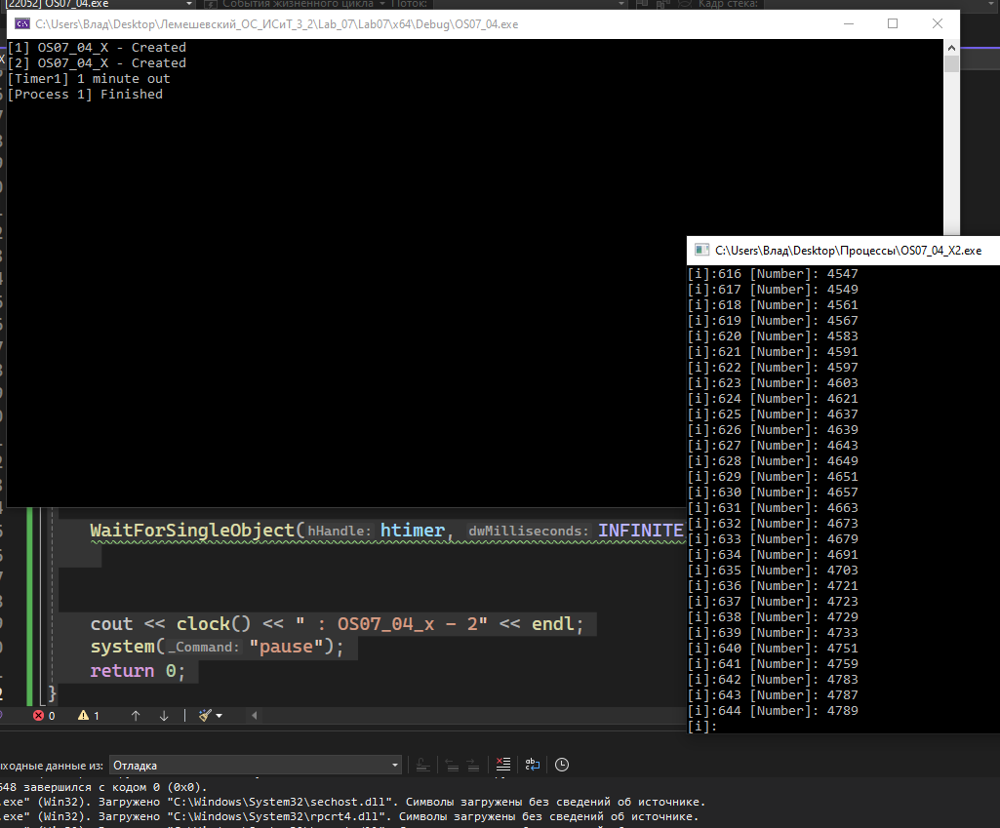 [22052] OS07_04.exe События жизненного цикла Поток: Кадр стека:
C:\Users\Влад\Desktop\Лемешевский_ОС_ИСиТ_3_2\Lab_07\Lab07\x64\Debug\OS07_04.exe
[1] OS07_04_X - Created
[2] OS07_04_X - Created
[Timer1] 1 minute out
[Process 1] Finished
C:\Users\Влад\Desktop\Процессы\OS07_04_X2.exe
[i]:616 [Number]: 4547
[i]:617 [Number]: 4549
[i]:618 [Number]: 4561
[i]:619 [Number]: 4567
[i]:620 [Number]: 4583
[i]:621 [Number]: 4591
[i]:622 [Number]: 4597
[i]:623 [Number]: 4603
[i]:624 [Number]: 4621
[i]:625 [Number]: 4637
[i]:626 [Number]: 4639
[i]:627 [Number]: 4643
[i]:628 [Number]: 4649
[i]:629 [Number]: 4651
[i]:630 [Number]: 4657
[i]:631 [Number]: 4663
[i]:632 [Number]: 4673
[i]:633 [Number]: 4679
[i]:634 [Number]: 4691
[i]:635 [Number]: 4703
[i]:636 [Number]: 4721
[i]:637 [Number]: 4723
[i]:638 [Number]: 4729
[i]:639 [Number]: 4733
[i]:640 [Number]: 4751
[i]:641 [Number]: 4759
[i]:642 [Number]: 4783
[i]:643 [Number]: 4787
[i]:644 [Number]: 4789
[i]:
WaitForSingleObject(hHandle: htimer, dwMilliseconds: INFINITE
cout << clock() << " : OS07_04_x - 2" << endl;
system(_Command: "pause");
return 0;
}
0 1
ыходные данные из: Отладка
648 завершился с кодом 0 (0x0).
.exe" (Win32). Загружено "C:\Windows\System32\sechost.dll". Символы загружены без сведений об источнике.
.exe" (Win32). Загружено "C:\Windows\System32\rpcrt4.dll". Символы загружены без сведений об источнике.